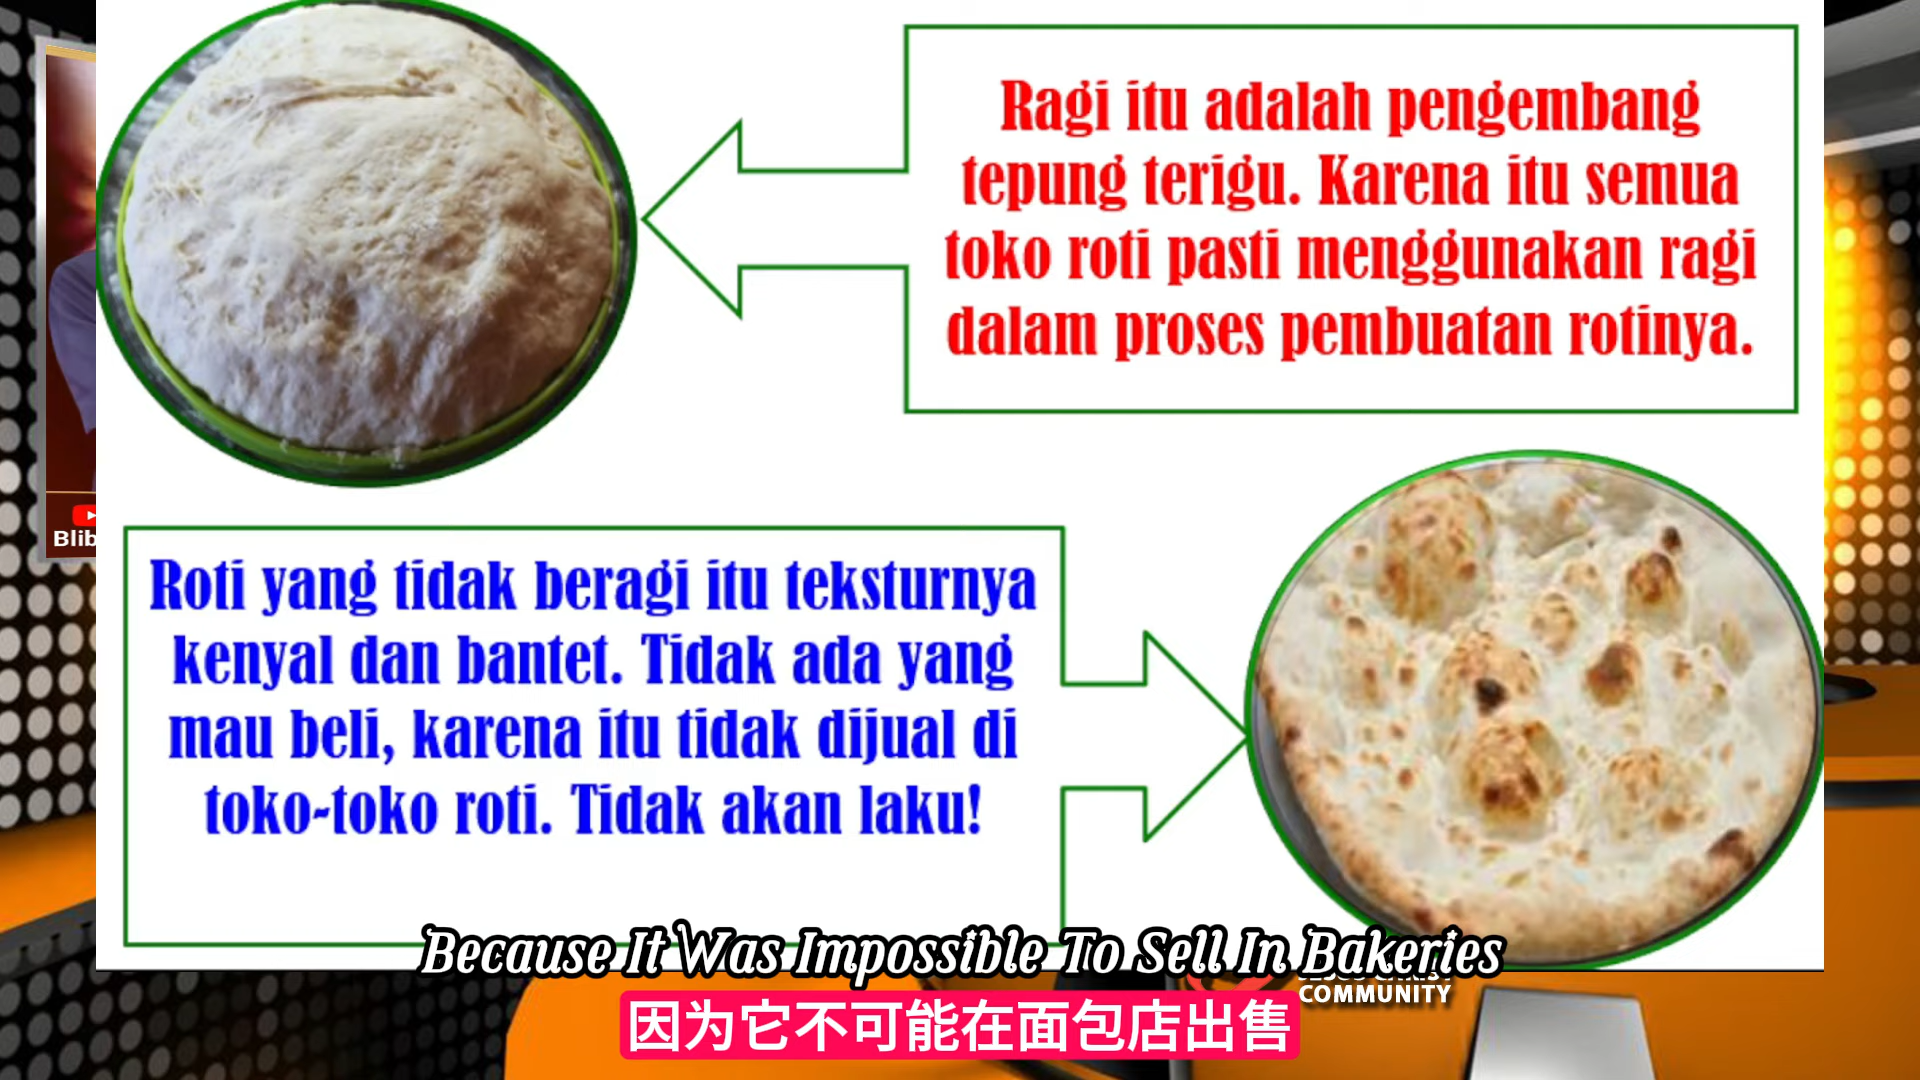 Ragi itu adalah pengembang
tepung terigu. Karena itu semua
toko roti pasti menggunakan ragi
dalam proses pembuatan rotinya.
Roti yang tidak beragi itu teksturnya
kenyal dan bantet. Tidak ada yang
mau beli, karena itu tidak dijual di
toko-toko roti. Tidak akan laku!
Blib
Because It Was Impossible To Sell In Bakeries
COMMUNITY
因为它不可能在面包店出售